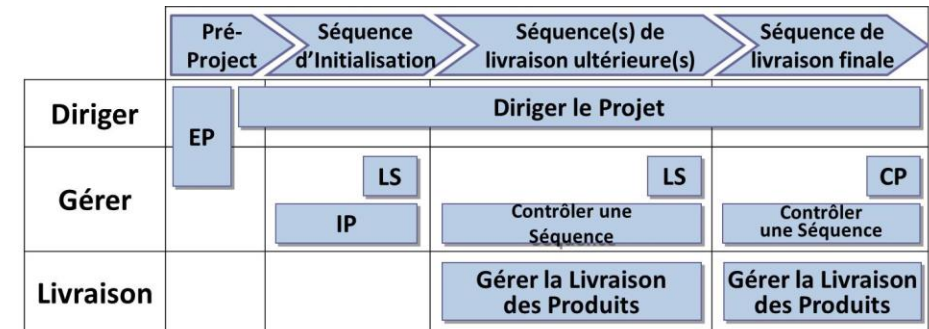 Pré-
Project
Séquence
d'Initialisation
Séquence(s) de
livraison ultérieure(s)
Séquence de
livraison finale
Diriger
EP
Diriger le Projet
Gérer
LS
LS
CP
IP
Contrôler une
Séquence
Contrôler
une Séquence
Livraison
Gérer la Livraison
des Produits
Gérer la Livraison
des Produits